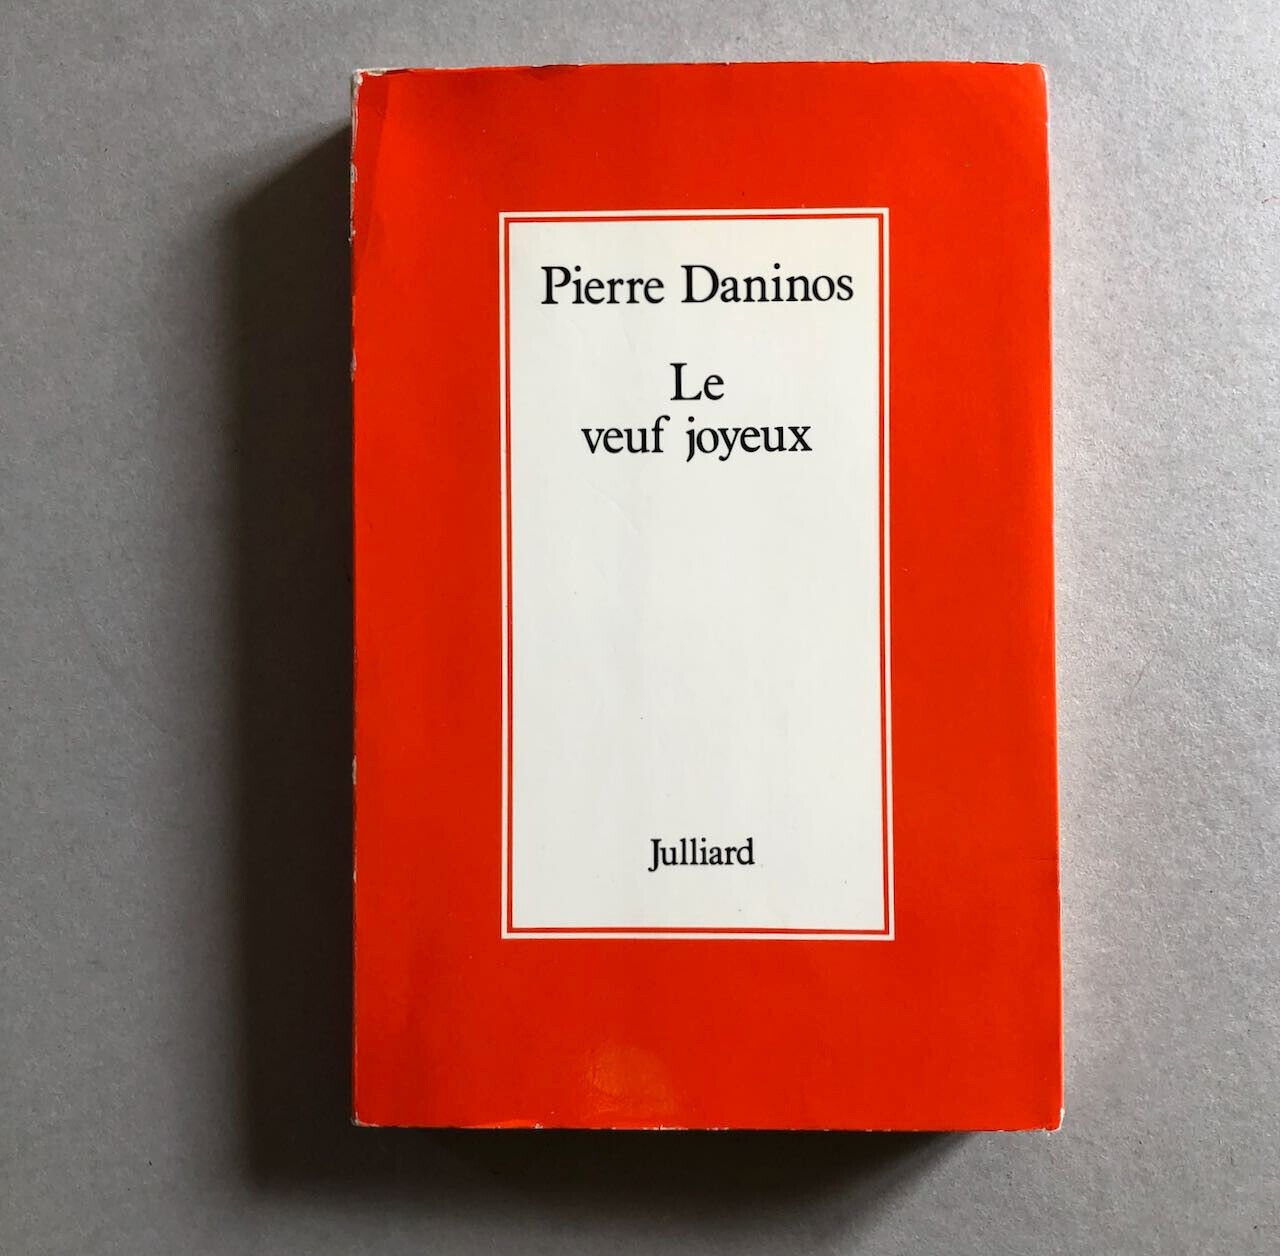 Pierre Daninos
Le
veuf joyeux
Julliard